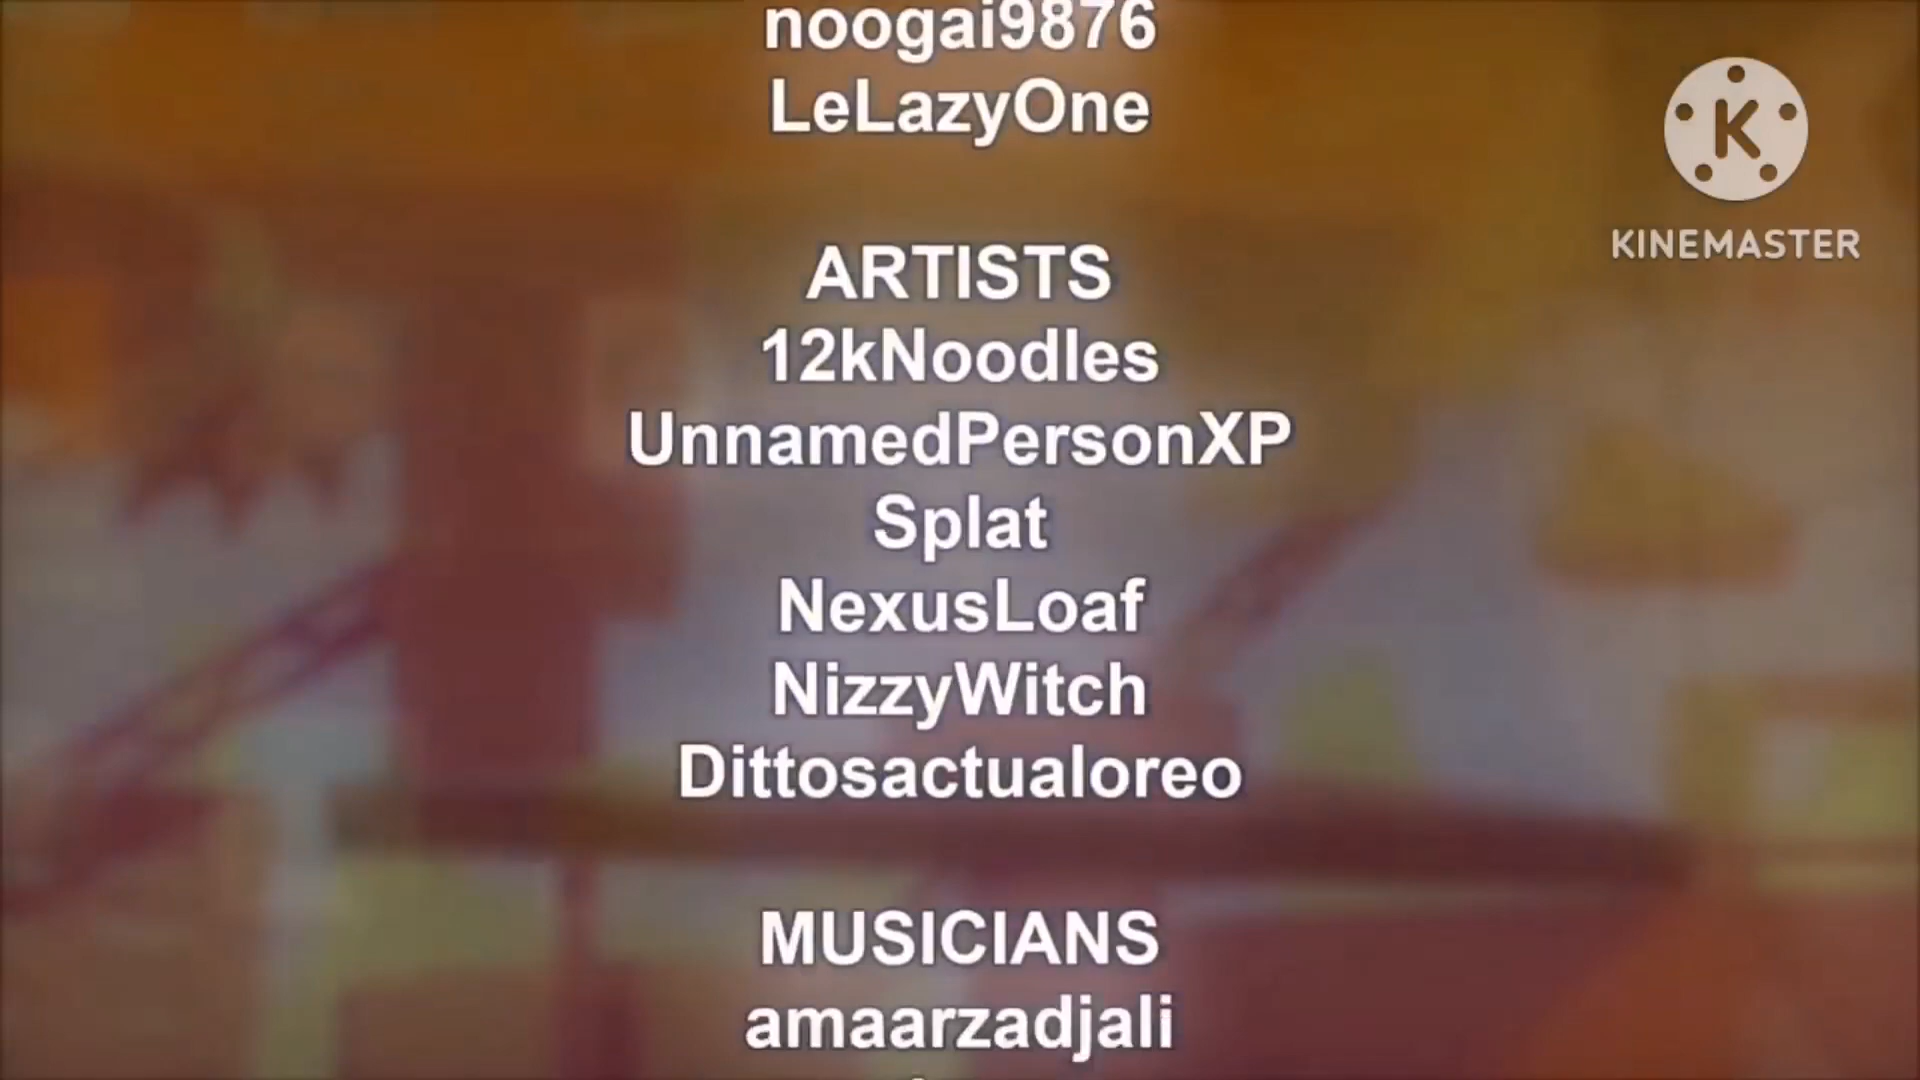 noogai9876
LeLazyOne
K
KINEMASTER
ARTISTS
12kNoodles
UnnamedPersonXP
Splat
NexusLoaf
NizzyWitch
Dittosactualoreo
MUSICIANS
amaarzadjali